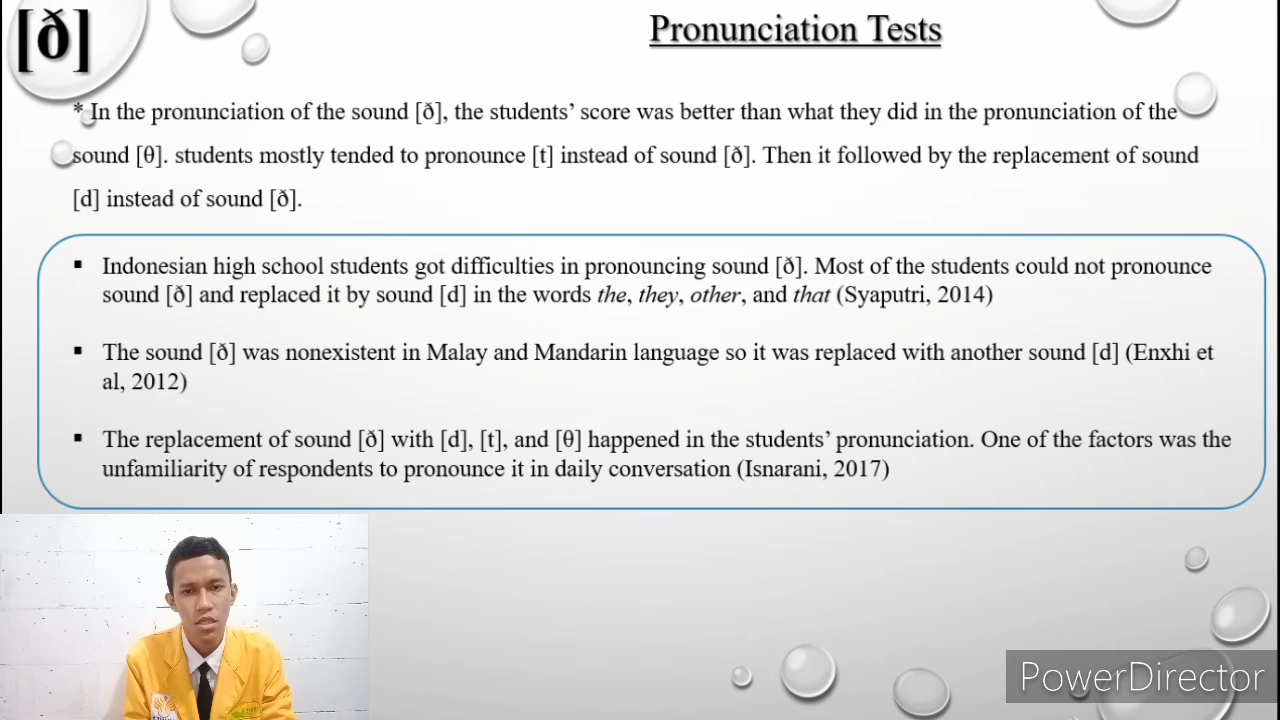 [ð]
Pronunciation Tests
* In the pronunciation of the sound [ð], the students’ score was better than what they did in the pronunciation of the
sound [θ]. students mostly tended to pronounce [t] instead of sound [ð]. Then it followed by the replacement of sound
[d] instead of sound [ð].
▪ Indonesian high school students got difficulties in pronouncing sound [ð]. Most of the students could not pronounce
sound [ð] and replaced it by sound [d] in the words the, they, other, and that (Syaputri, 2014)
▪ The sound [ð] was nonexistent in Malay and Mandarin language so it was replaced with another sound [d] (Enxhi et
al, 2012)
▪ The replacement of sound [ð] with [d], [t], and [θ] happened in the students’ pronunciation. One of the factors was the
unfamiliarity of respondents to pronounce it in daily conversation (Isnarani, 2017)
PowerDirector